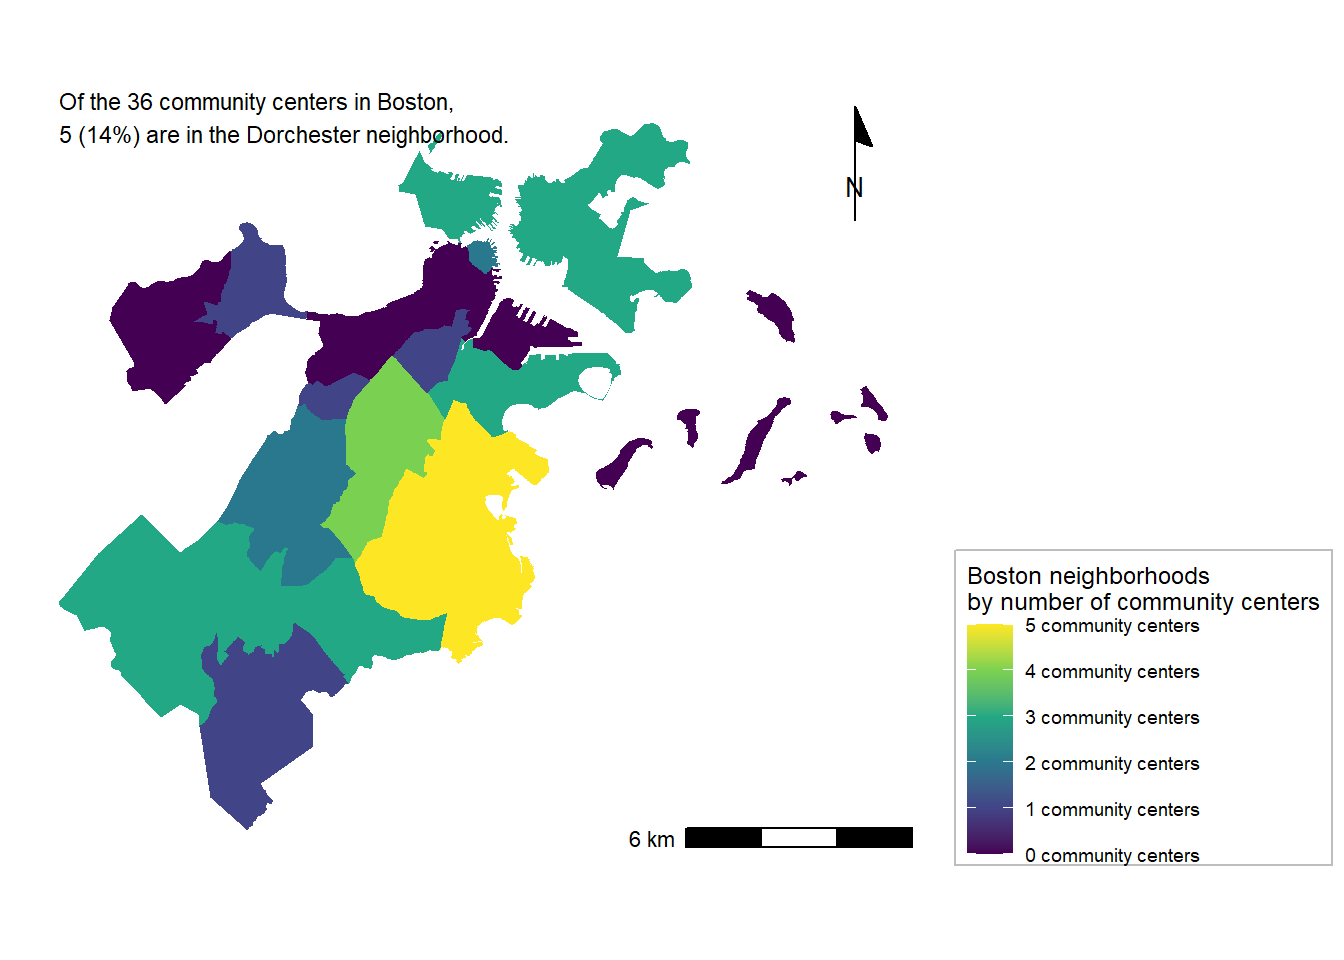 Of the 36 community centers in Boston,
5 (14%) are in the Dorchester neighborhood.
N
Boston neighborhoods
by number of community centers
5 community centers
4 community centers
3 community centers
2 community centers
1 community centers
0 community centers
6 km